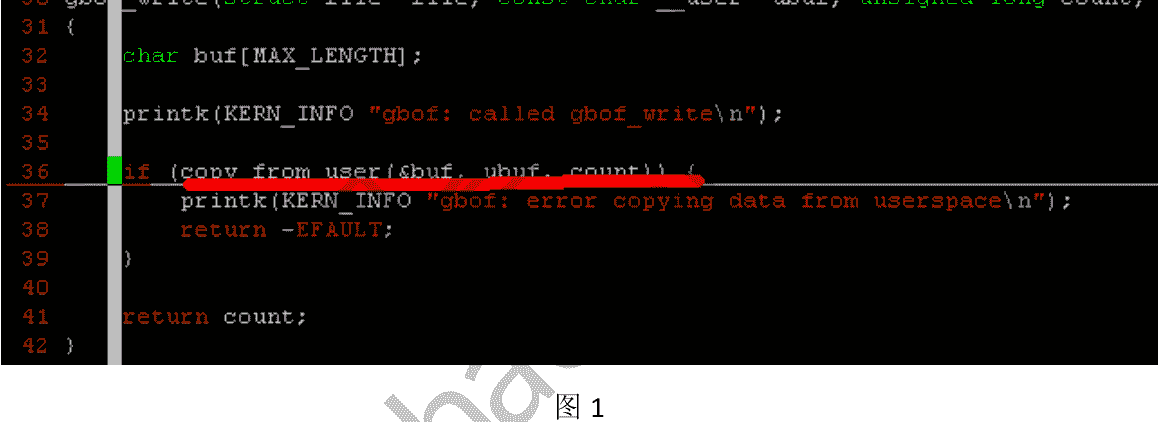 31 {
32 char buf[MAX_LENGTH];
33
34 printk(KERN_INFO "gbof: called gbof_write\n");
35
36 if (copy_from_user(&buf, ubuf, count)) {
37 printk(KERN_INFO "gbof: error copying data from userspace\n");
38 return -EFAULT;
39 }
40
41 return count;
42 }
图 1